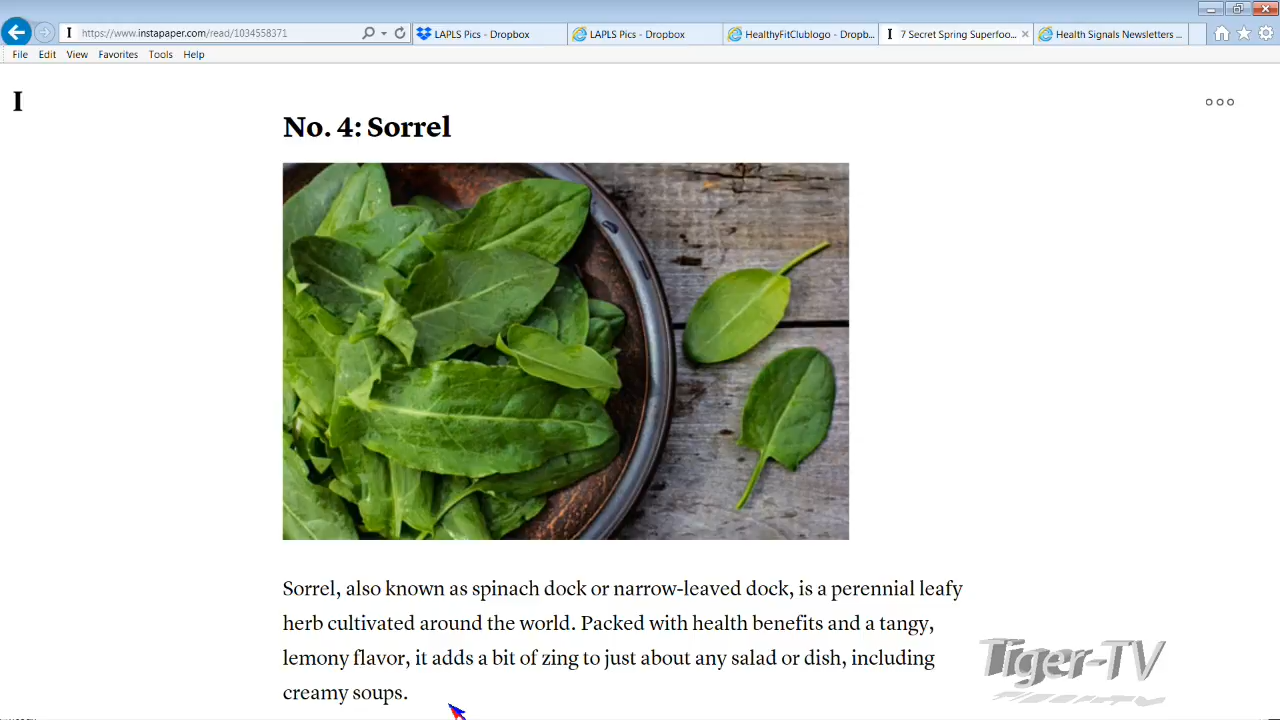 https://www.instapaper.com/read/1034558371
LAPLS Pics - Dropbox
LAPLS Pics - Dropbox
HealthyFitClublogo - Dropb...
7 Secret Spring Superfoo...
Health Signals Newsletters ...
File Edit View Favorites Tools Help
I
No. 4: Sorrel
Sorrel, also known as spinach dock or narrow-leaved dock, is a perennial leafy
herb cultivated around the world. Packed with health benefits and a tangy,
lemony flavor, it adds a bit of zing to just about any salad or dish, including
creamy soups.
Tiger-TV